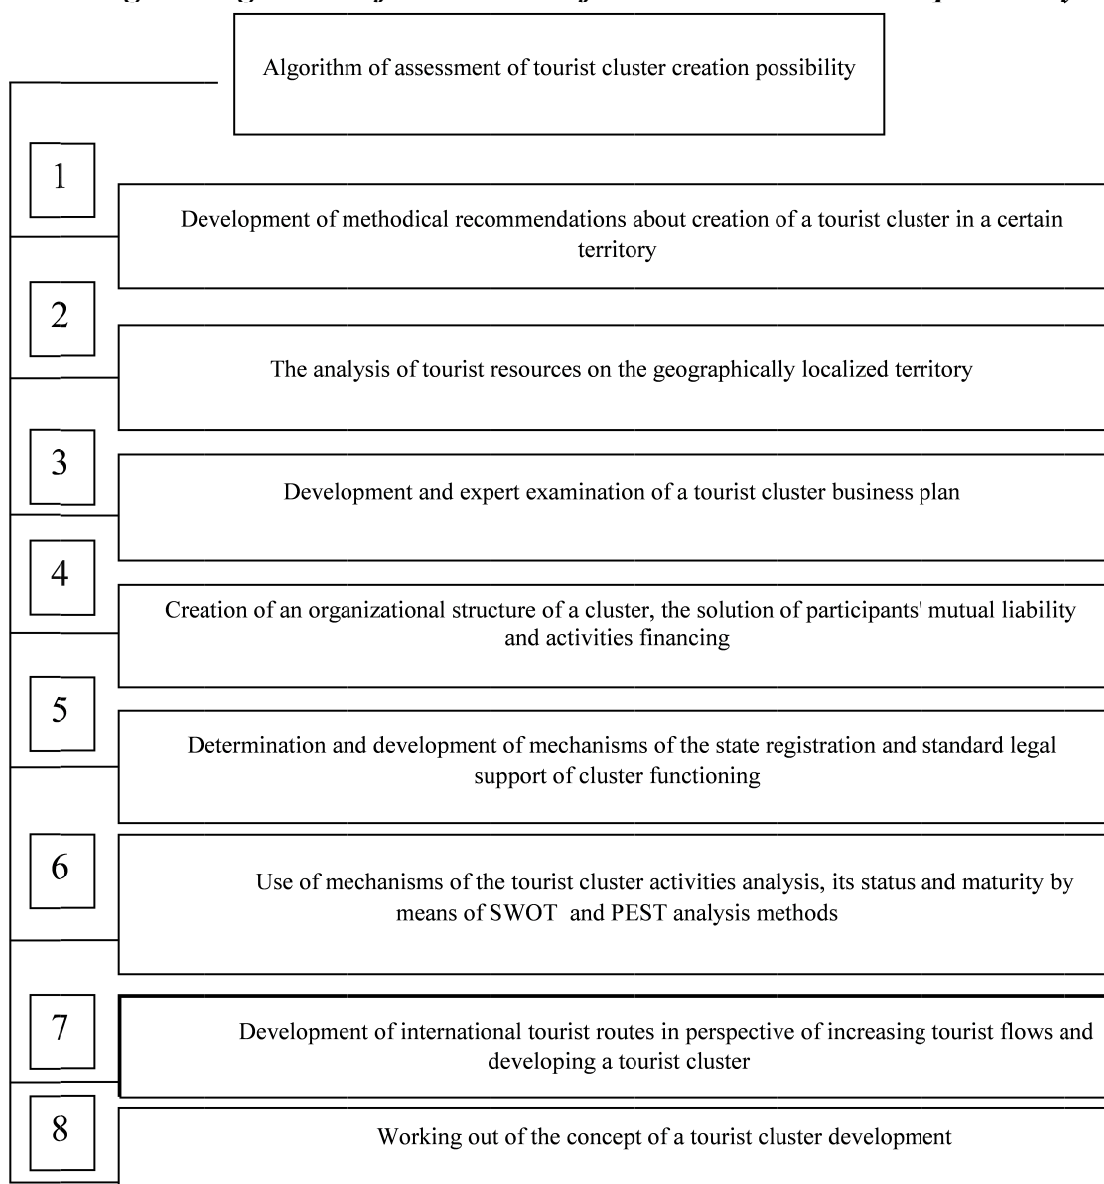 Algorithm of assessment of tourist cluster creation possibility
1
Development of methodical recommendations about creation of a tourist cluster in a certain
territory
2
The analysis of tourist resources on the geographically localized territory
3
Development and expert examination of a tourist cluster business plan
4
Creation of an organizational structure of a cluster, the solution of participants' mutual liability
and activities financing
5
Determination and development of mechanisms of the state registration and standard legal
support of cluster functioning
6
Use of mechanisms of the tourist cluster activities analysis, its status and maturity by
means of SWOT and PEST analysis methods
7
Development of international tourist routes in perspective of increasing tourist flows and
developing a tourist cluster
8
Working out of the concept of a tourist cluster development